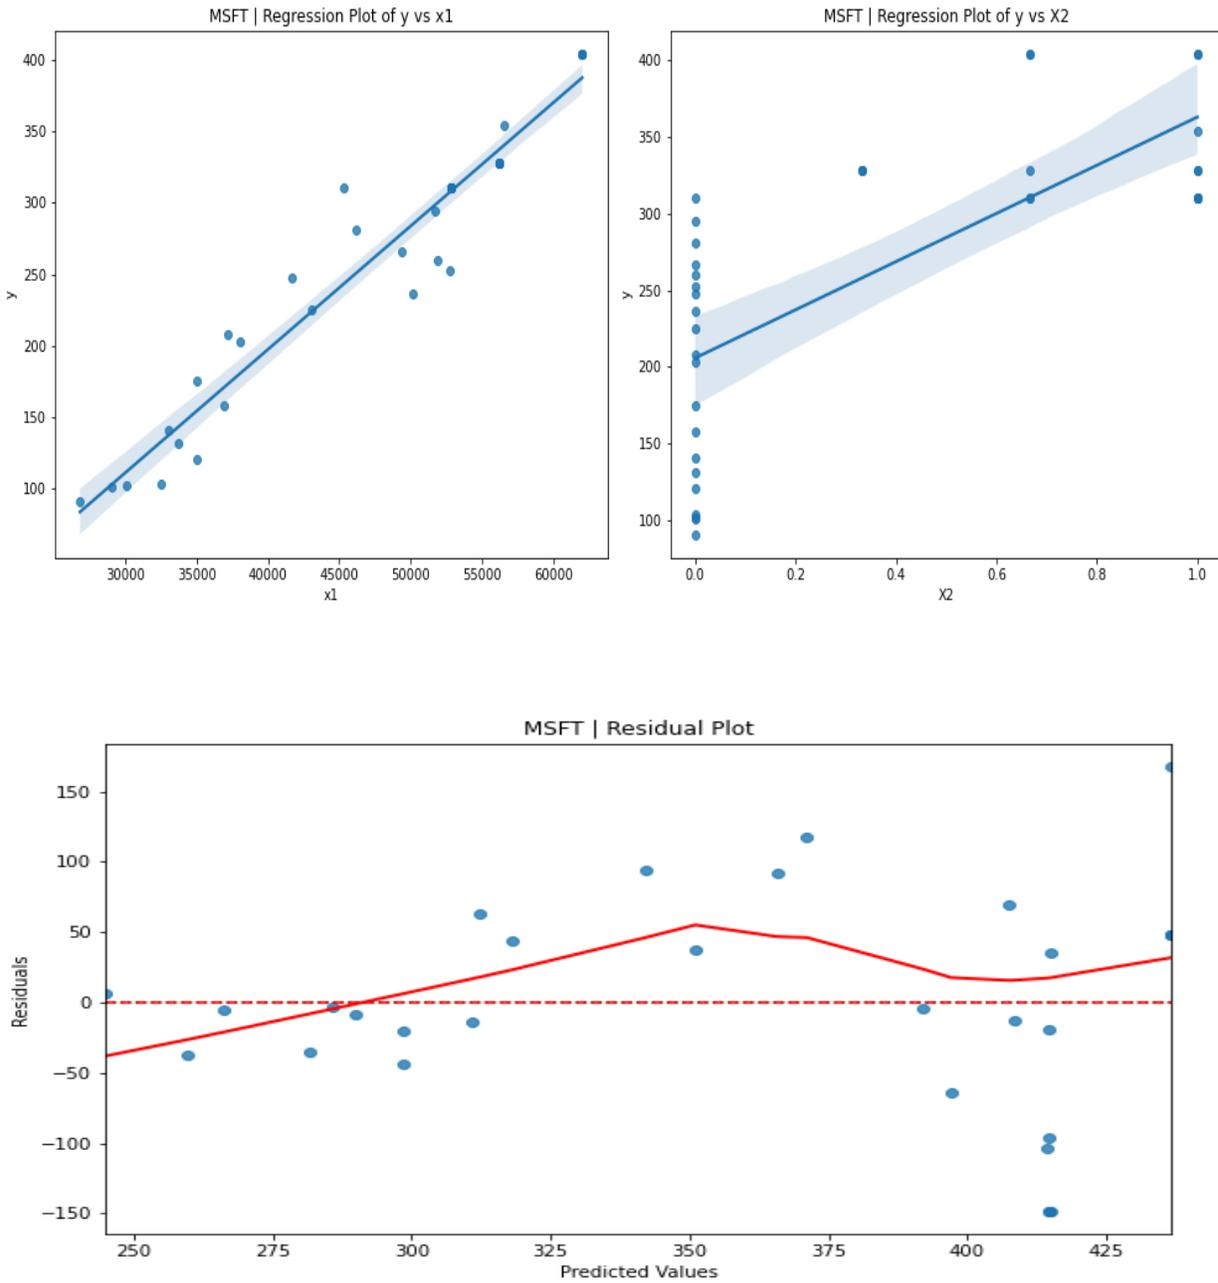 MSFT | Regression Plot of y vs x1
400
350
300
250
200
150
100
y
30000 35000 40000 45000 50000 55000 60000
x1
MSFT | Regression Plot of y vs X2
400
350
300
250
200
150
100
y
0.0 0.2 0.4 0.6 0.8 1.0
X2
MSFT | Residual Plot
150
100
50
0
−50
−100
−150
Residuals
250 275 300 325 350 375 400 425
Predicted Values